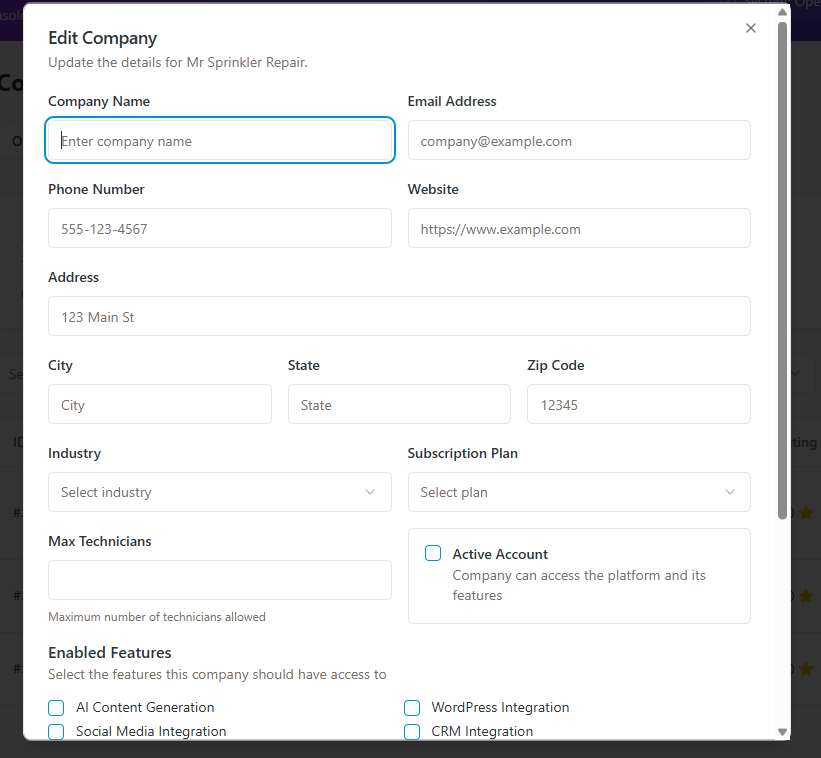 Edit Company
Update the details for Mr Sprinkler Repair.
Company Name
Email Address
Enter company name
company@example.com
Phone Number
Website
555-123-4567
https://www.example.com
Address
123 Main St
City
State
Zip Code
City
State
12345
Industry
Subscription Plan
Select industry
Select plan
Max Technicians
Active Account
Company can access the platform and its
features
Maximum number of technicians allowed
Enabled Features
Select the features this company should have access to
AI Content Generation
WordPress Integration
Social Media Integration
CRM Integration